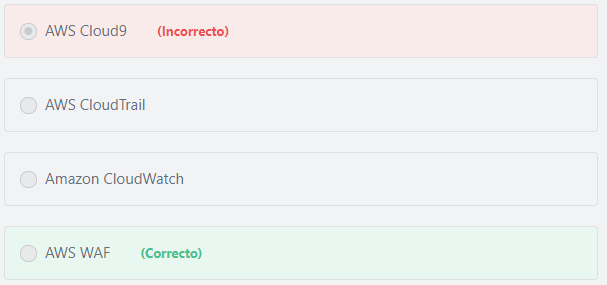 AWS Cloud9 (Incorrecto)
AWS CloudTrail
Amazon CloudWatch
AWS WAF (Correcto)